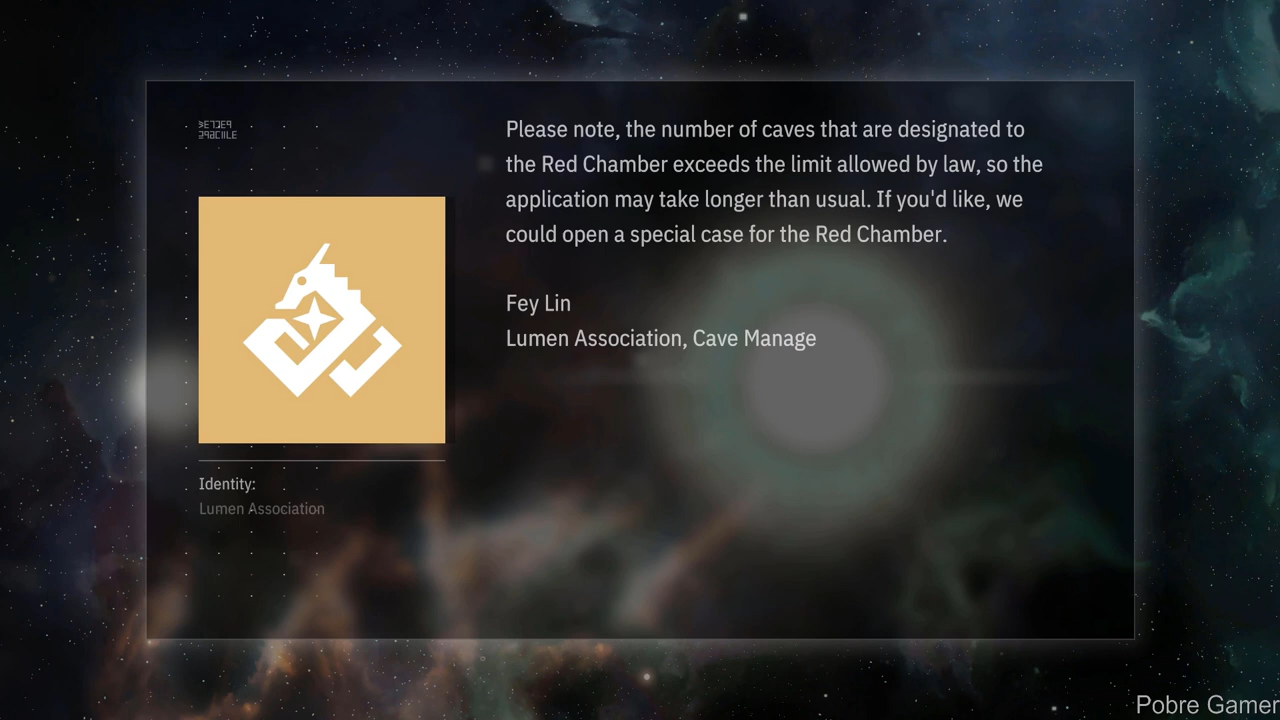 Please note, the number of caves that are designated to
the Red Chamber exceeds the limit allowed by law, so the
application may take longer than usual. If you'd like, we
could open a special case for the Red Chamber.
Fey Lin
Lumen Association, Cave Manage
Identity:
Lumen Association
Pobre Gamer